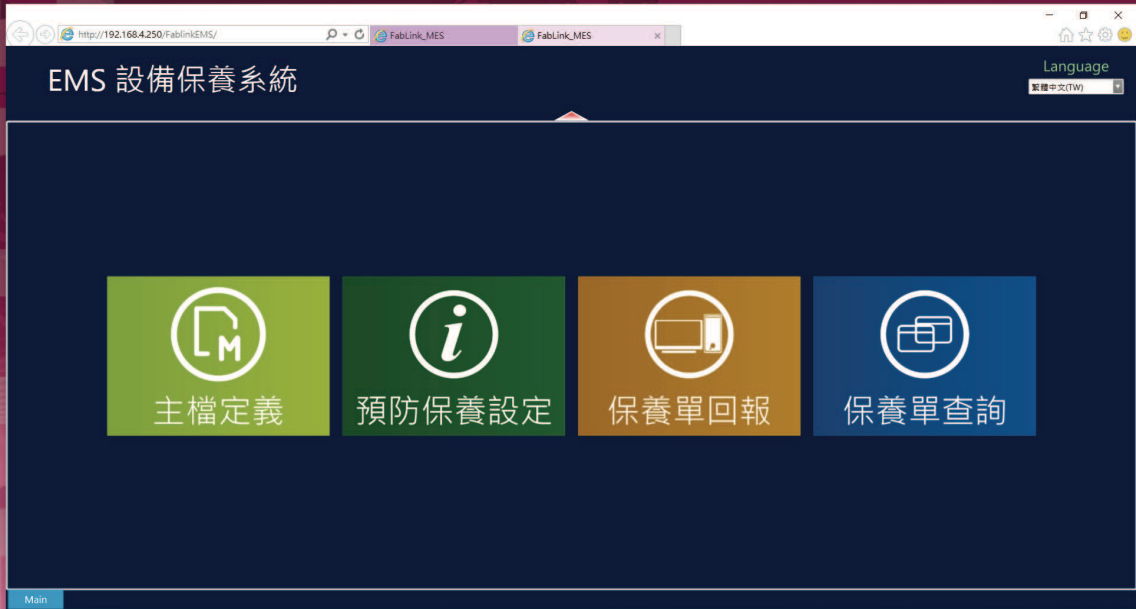 http://192.168.4.250/FablinkEMS/
FabLink_MES
FabLink_MES
EMS 設備保養系統
Language
繁體中文(TW)
M
主檔定義
i
預防保養設定
保養單回報
保養單查詢
Main